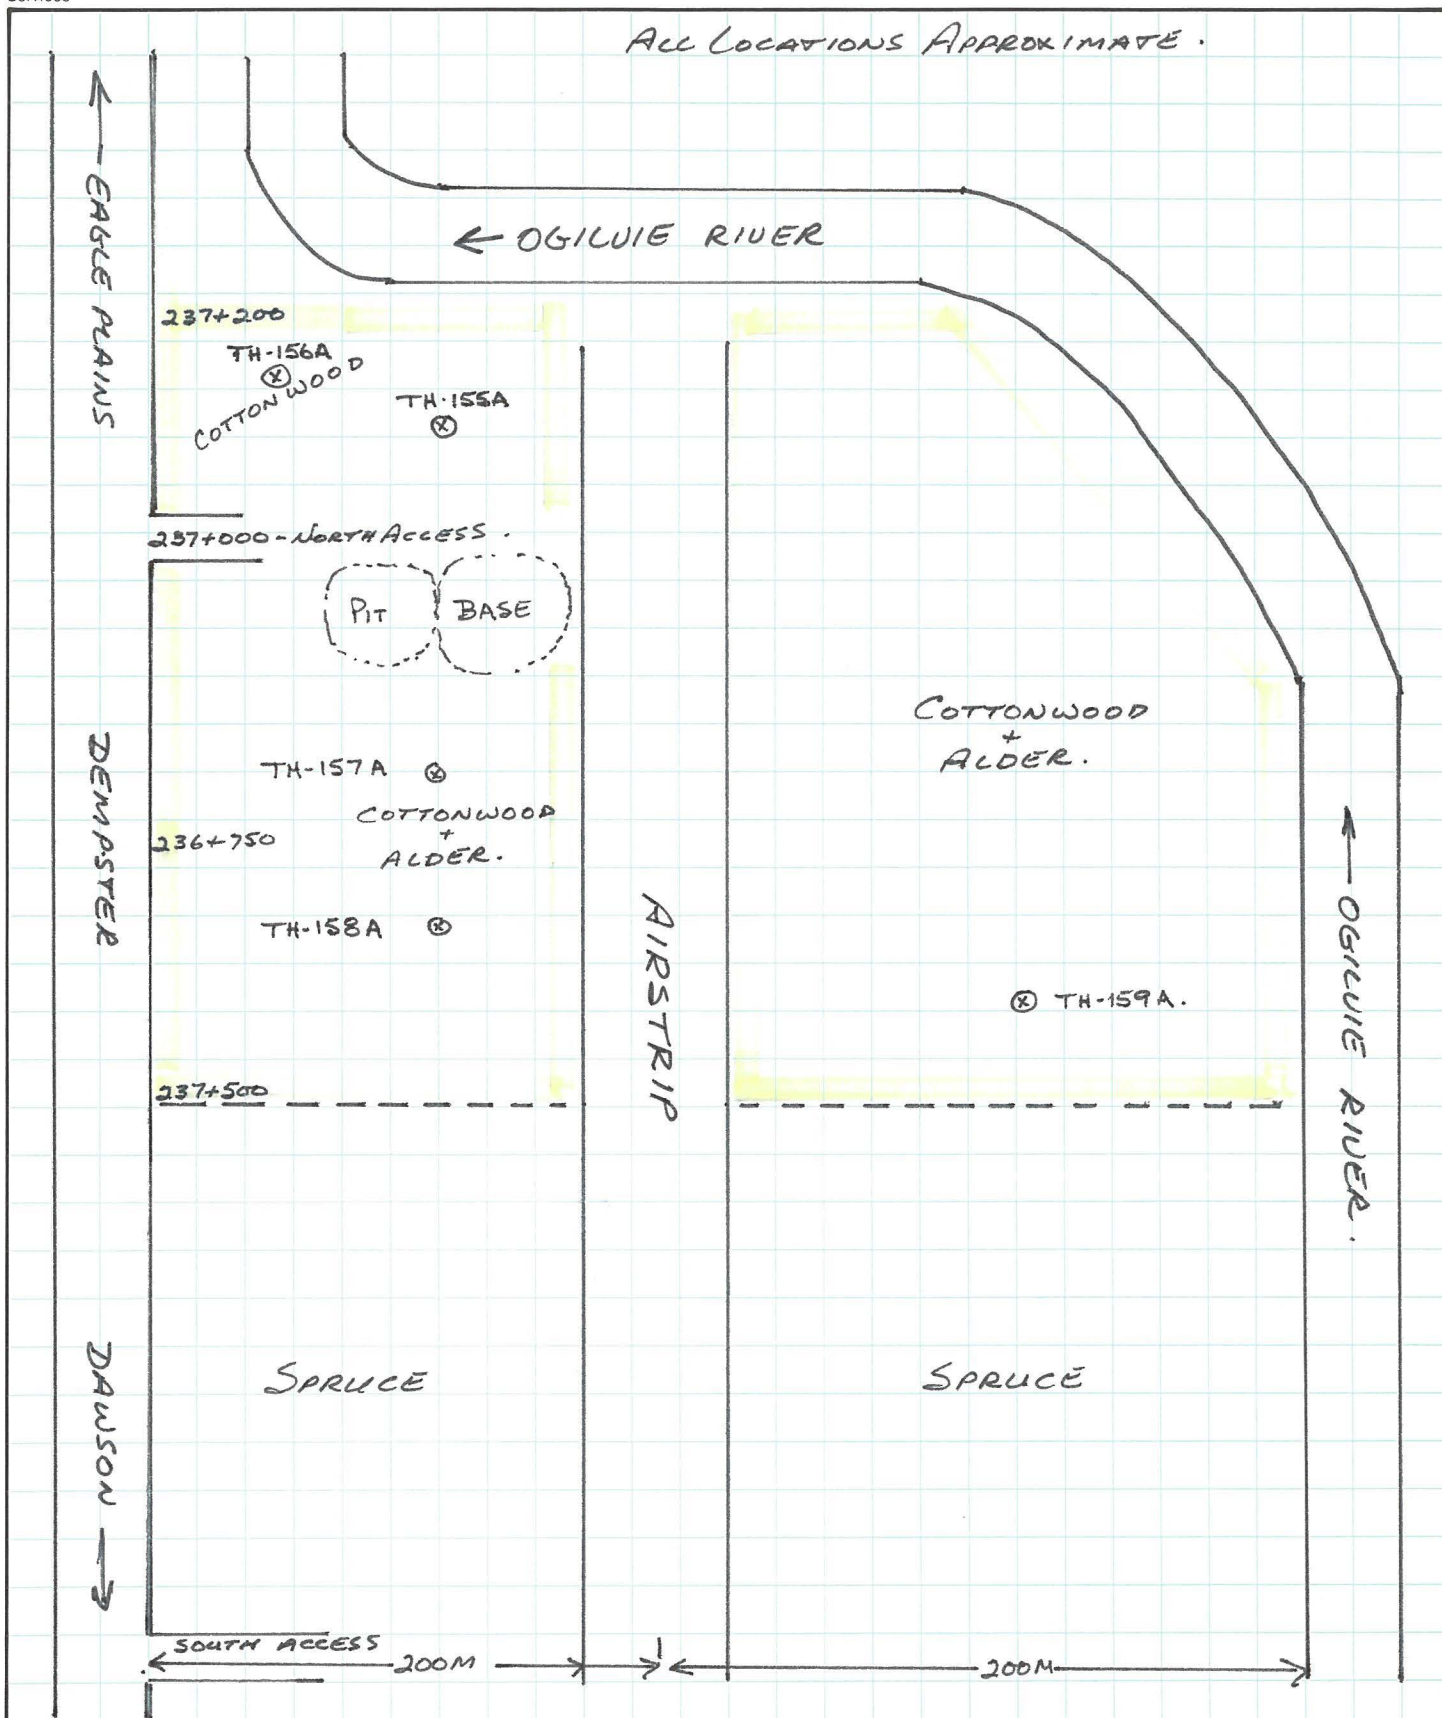 ALL LOCATIONS APPROXIMATE.
← EAGLE PLAINS
← OGILVIE RIVER
237+200
TH-156A
COTTONWOOD
TH-155A
237+000-NORTH ACCESS.
PIT
BASE
COTTONWOOD
+
ALDER.
DEMPSTER
TH-157A
COTTONWOOD
+
ALDER.
236+750
TH-158A
AIRSTRIP
← OGILVIE RIVER.
TH-159A.
237+500
SPRUCE
SPRUCE
DAWSON →
SOUTH ACCESS
200M
200M